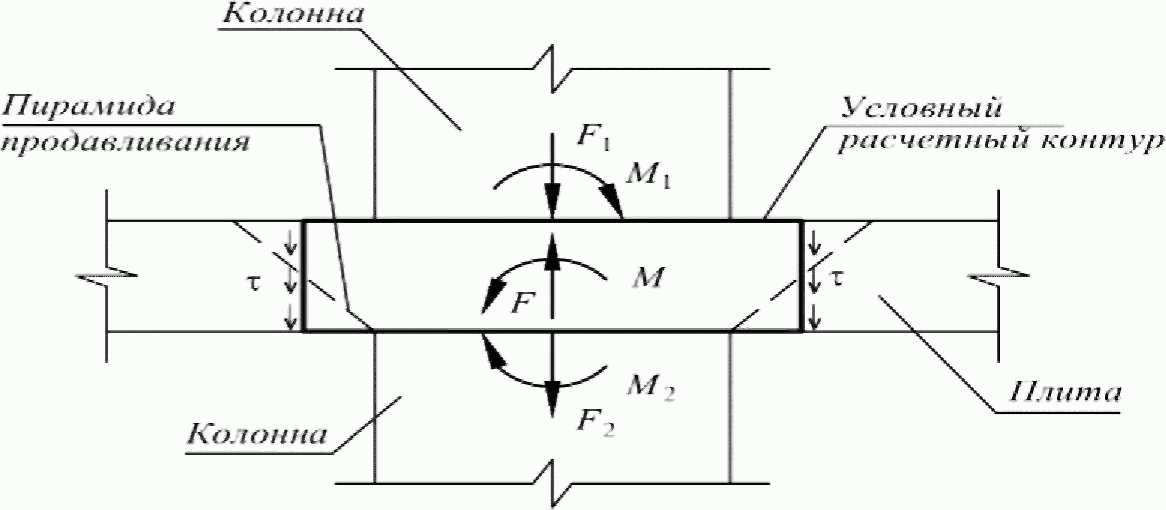 Колонна
Пирамида
продавливания
Условный
расчетный контур
F1
M1
τ
F
M
τ
M2
F2
Плита
Колонна